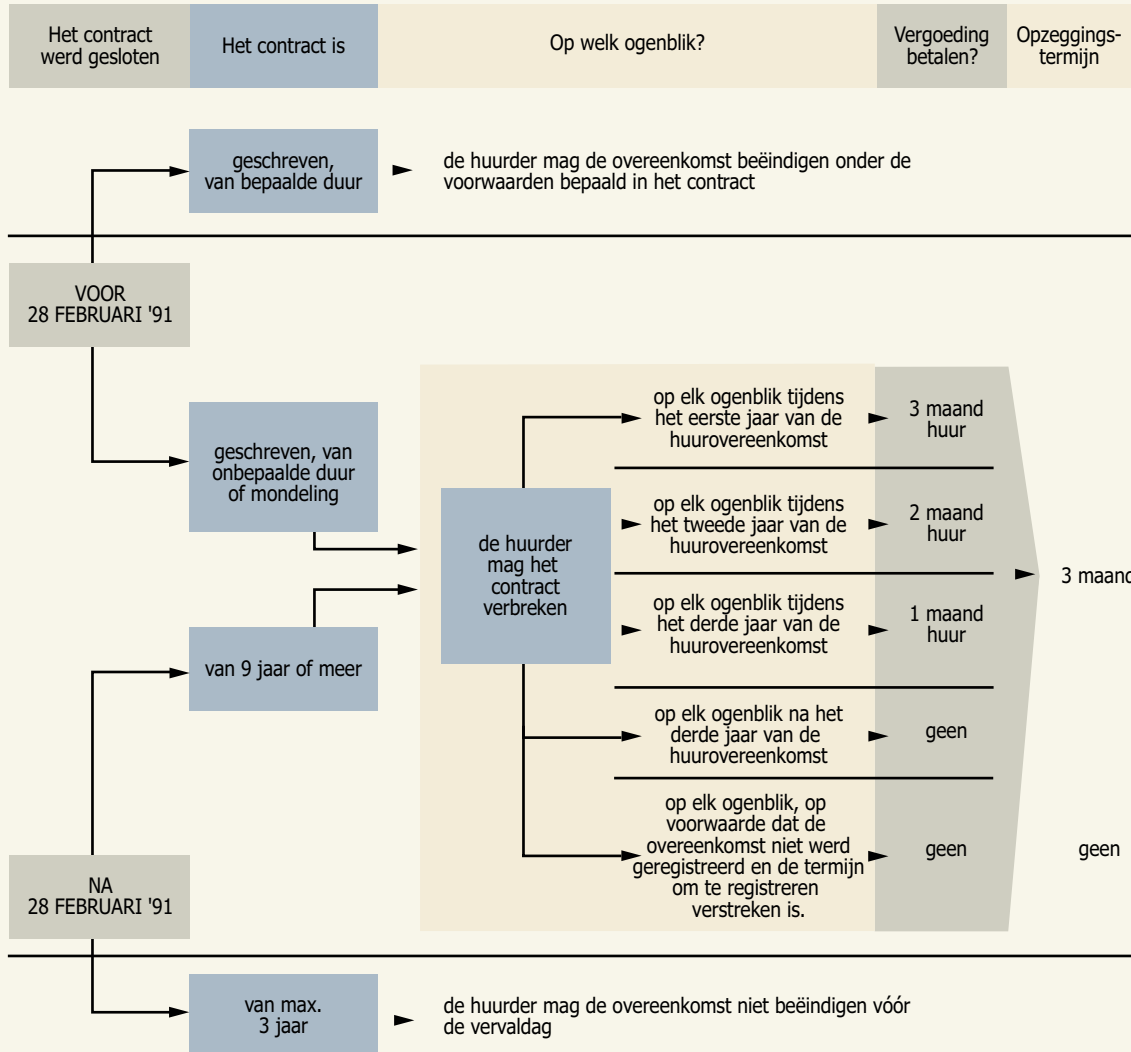 Het contract
werd gesloten
Het contract is
Op welk ogenblik?
Vergoeding
betalen?
Opzeggings-
termijn
geschreven,
van bepaalde duur
de huurder mag de overeenkomst beëindigen onder de
voorwaarden bepaald in het contract
VOOR
28 FEBRUARI '91
geschreven, van
onbepaalde duur
of mondeling
van 9 jaar of meer
de huurder
mag het
contract
verbreken
op elk ogenblik tijdens
het eerste jaar van de
huurovereenkomst
3 maand
huur
op elk ogenblik tijdens
het tweede jaar van de
huurovereenkomst
2 maand
huur
op elk ogenblik tijdens
het derde jaar van de
huurovereenkomst
1 maand
huur
3 maand
op elk ogenblik na het
derde jaar van de
huurovereenkomst
geen
op elk ogenblik, op
voorwaarde dat de
overeenkomst niet werd
geregistreerd en de termijn
om te registreren
verstreken is.
geen
geen
NA
28 FEBRUARI '91
van max.
3 jaar
de huurder mag de overeenkomst niet beëindigen vóór
de vervaldag